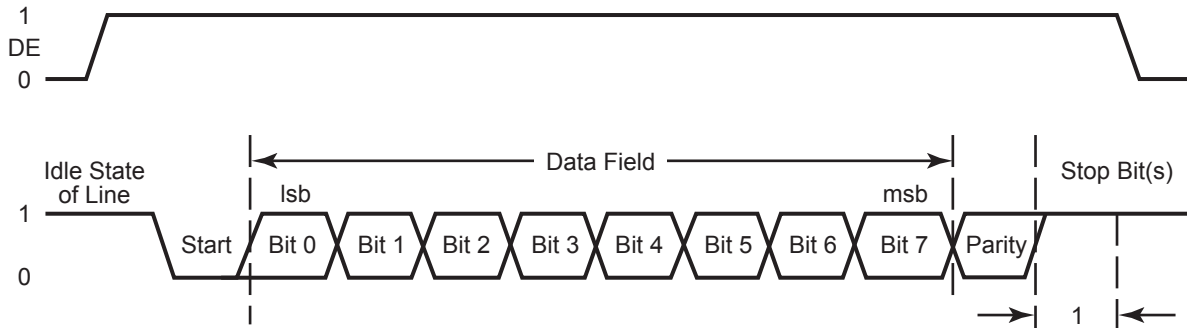 1
DE
0
Data Field
Idle State
of Line
Stop Bit(s)
lsb
msb
1
Start
Bit 0
Bit 1
Bit 2
Bit 3
Bit 4
Bit 5
Bit 6
Bit 7
Parity
0
1